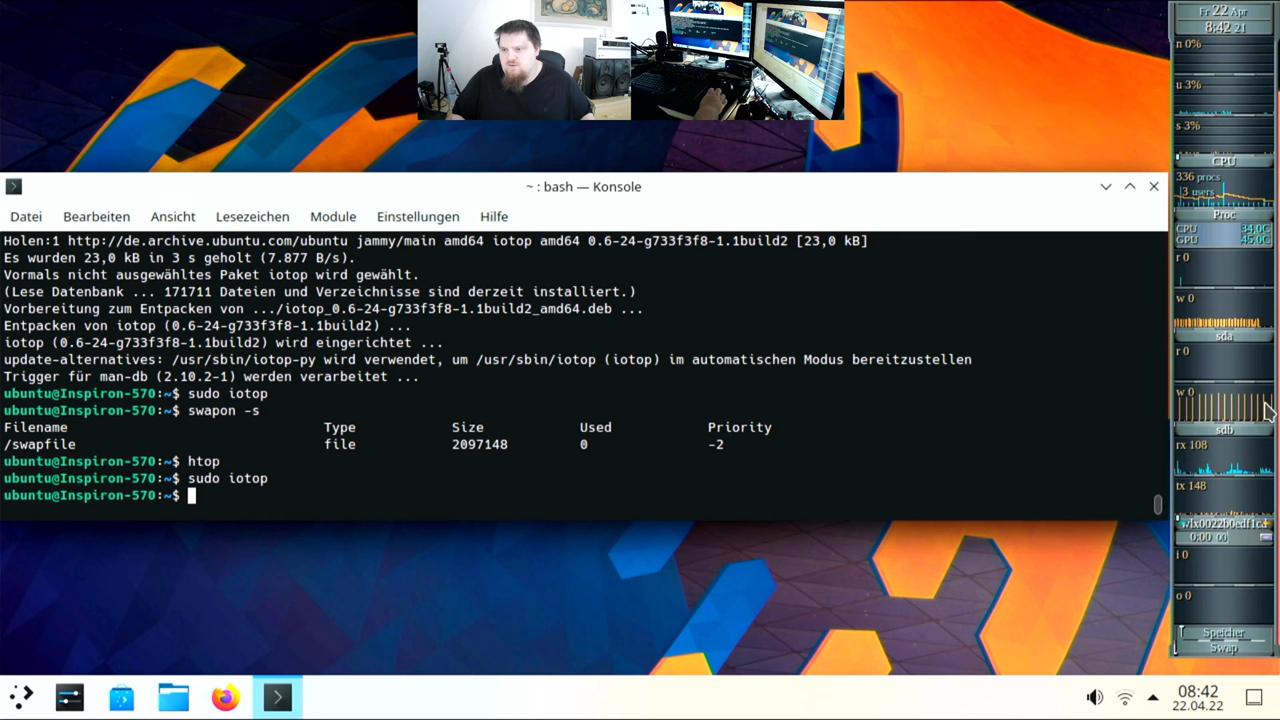 Fr 22 Apr
8:42 21
n 0%
u 3%
s 3%
CPU
336 procs
3 users
Proc
CPU 34.0C
GPU 45.0C
r 0
w 0
sda
r 0
w 0
sdb
rx 108
tx 148
wlx0022b0edf1ca
0:00 00
i 0
o 0
Speicher
Swap
~ : bash — Konsole
Datei Bearbeiten Ansicht Lesezeichen Module Einstellungen Hilfe
Holen:1 http://de.archive.ubuntu.com/ubuntu jammy/main amd64 iotop amd64 0.6-24-g733f3f8-1.1build2 [23,0 kB]
Es wurden 23,0 kB in 3 s geholt (7.877 B/s).
Vormals nicht ausgewähltes Paket iotop wird gewählt.
(Lese Datenbank ... 171711 Dateien und Verzeichnisse sind derzeit installiert.)
Vorbereitung zum Entpacken von .../iotop_0.6-24-g733f3f8-1.1build2_amd64.deb ...
Entpacken von iotop (0.6-24-g733f3f8-1.1build2) ...
iotop (0.6-24-g733f3f8-1.1build2) wird eingerichtet ...
update-alternatives: /usr/sbin/iotop-py wird verwendet, um /usr/sbin/iotop (iotop) im automatischen Modus bereitzustellen
Trigger für man-db (2.10.2-1) werden verarbeitet ...
ubuntu@Inspiron-570:~$ sudo iotop
ubuntu@Inspiron-570:~$ swapon -s
Filename Type Size Used Priority
/swapfile file 2097148 0 -2
ubuntu@Inspiron-570:~$ htop
ubuntu@Inspiron-570:~$ sudo iotop
ubuntu@Inspiron-570:~$
08:42
22.04.22